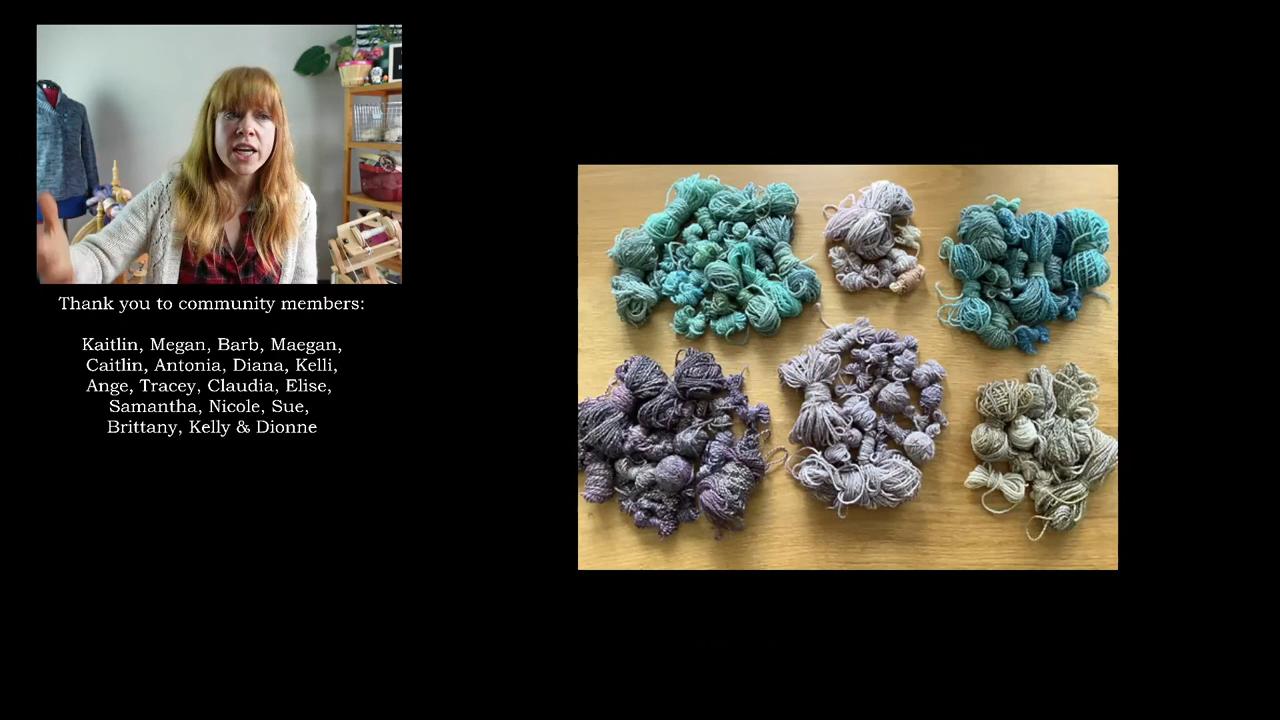 Thank you to community members:
Kaitlin, Megan, Barb, Maegan,
Caitlin, Antonia, Diana, Kelli,
Ange, Tracey, Claudia, Elise,
Samantha, Nicole, Sue,
Brittany, Kelly & Dionne